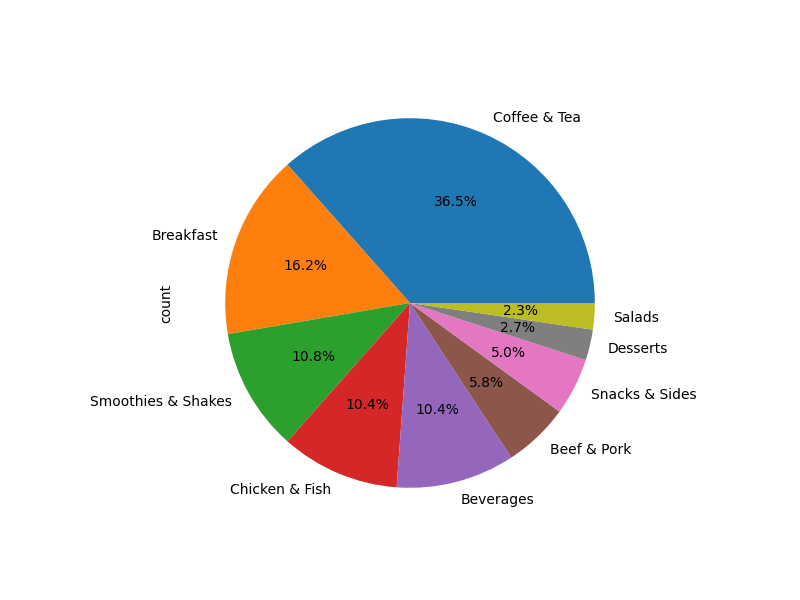 Coffee & Tea
36.5%
Breakfast
16.2%
count
Smoothies & Shakes
10.8%
Chicken & Fish
10.4%
Beverages
10.4%
Beef & Pork
5.8%
Snacks & Sides
5.0%
Desserts
2.7%
Salads
2.3%